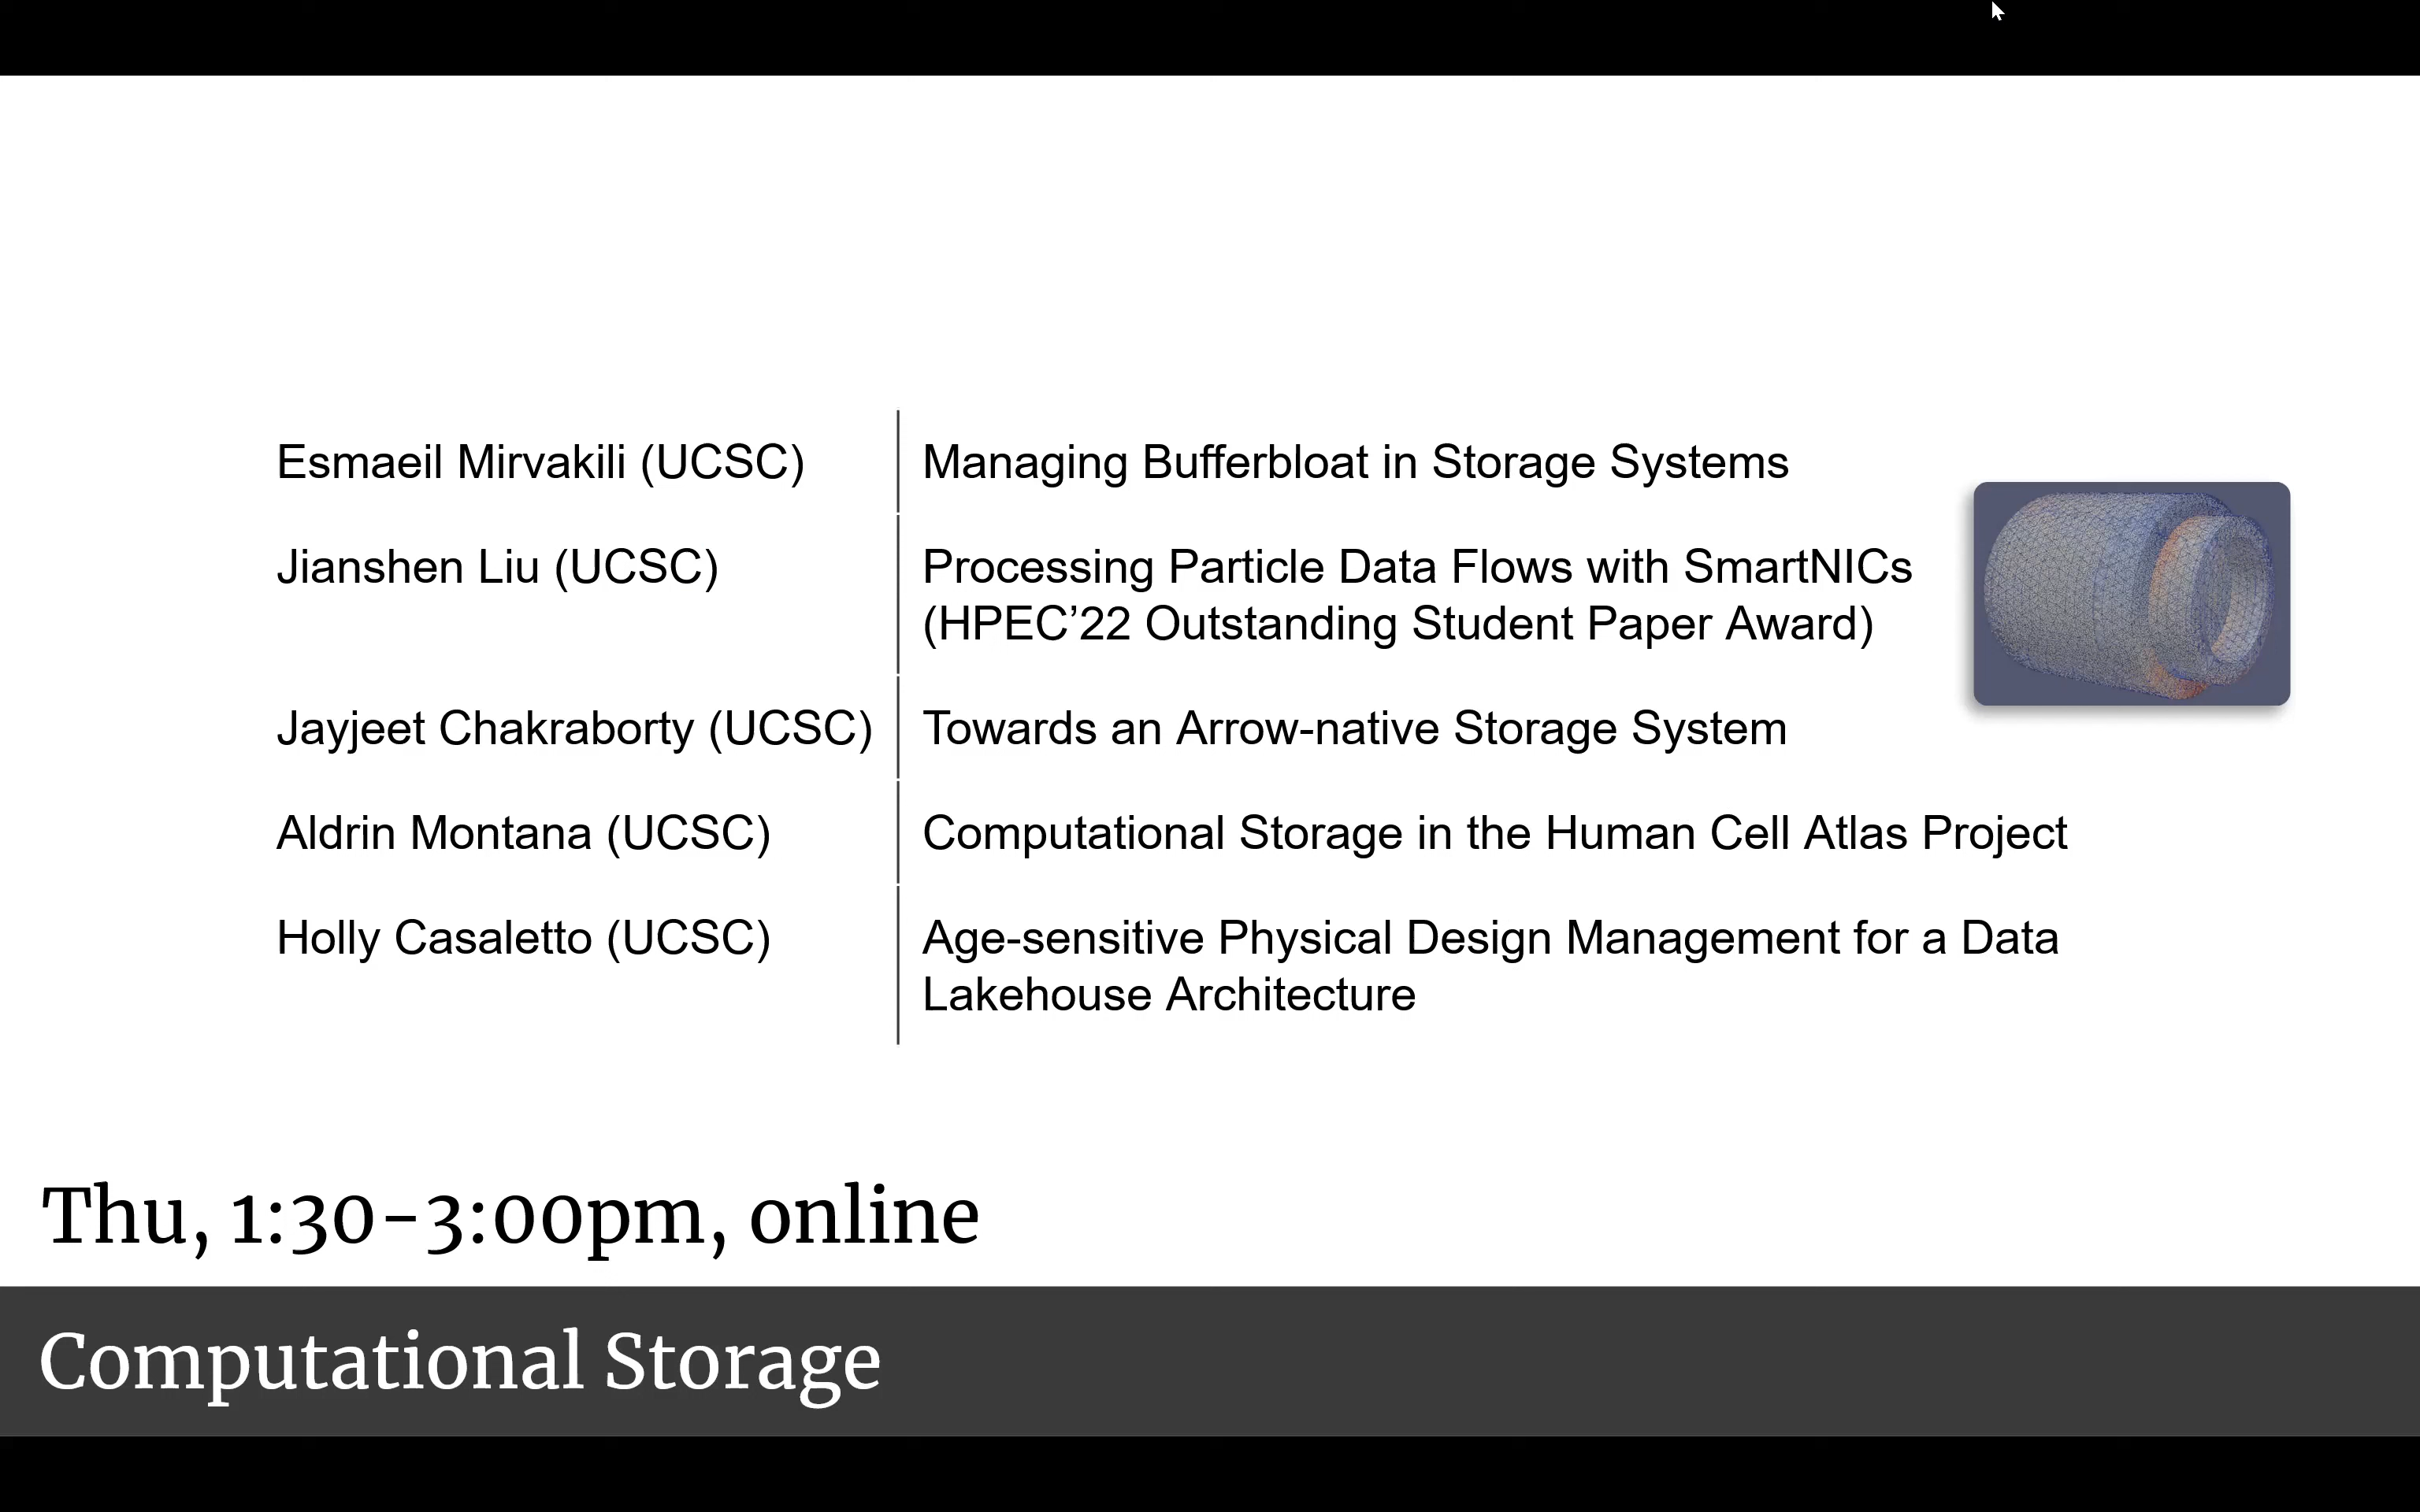 Esmaeil Mirvakili (UCSC)
Managing Bufferbloat in Storage Systems
Jianshen Liu (UCSC)
Processing Particle Data Flows with SmartNICs
(HPEC’22 Outstanding Student Paper Award)
Jayjeet Chakraborty (UCSC)
Towards an Arrow-native Storage System
Aldrin Montana (UCSC)
Computational Storage in the Human Cell Atlas Project
Holly Casaletto (UCSC)
Age-sensitive Physical Design Management for a Data
Lakehouse Architecture
Thu, 1:30-3:00pm, online
Computational Storage